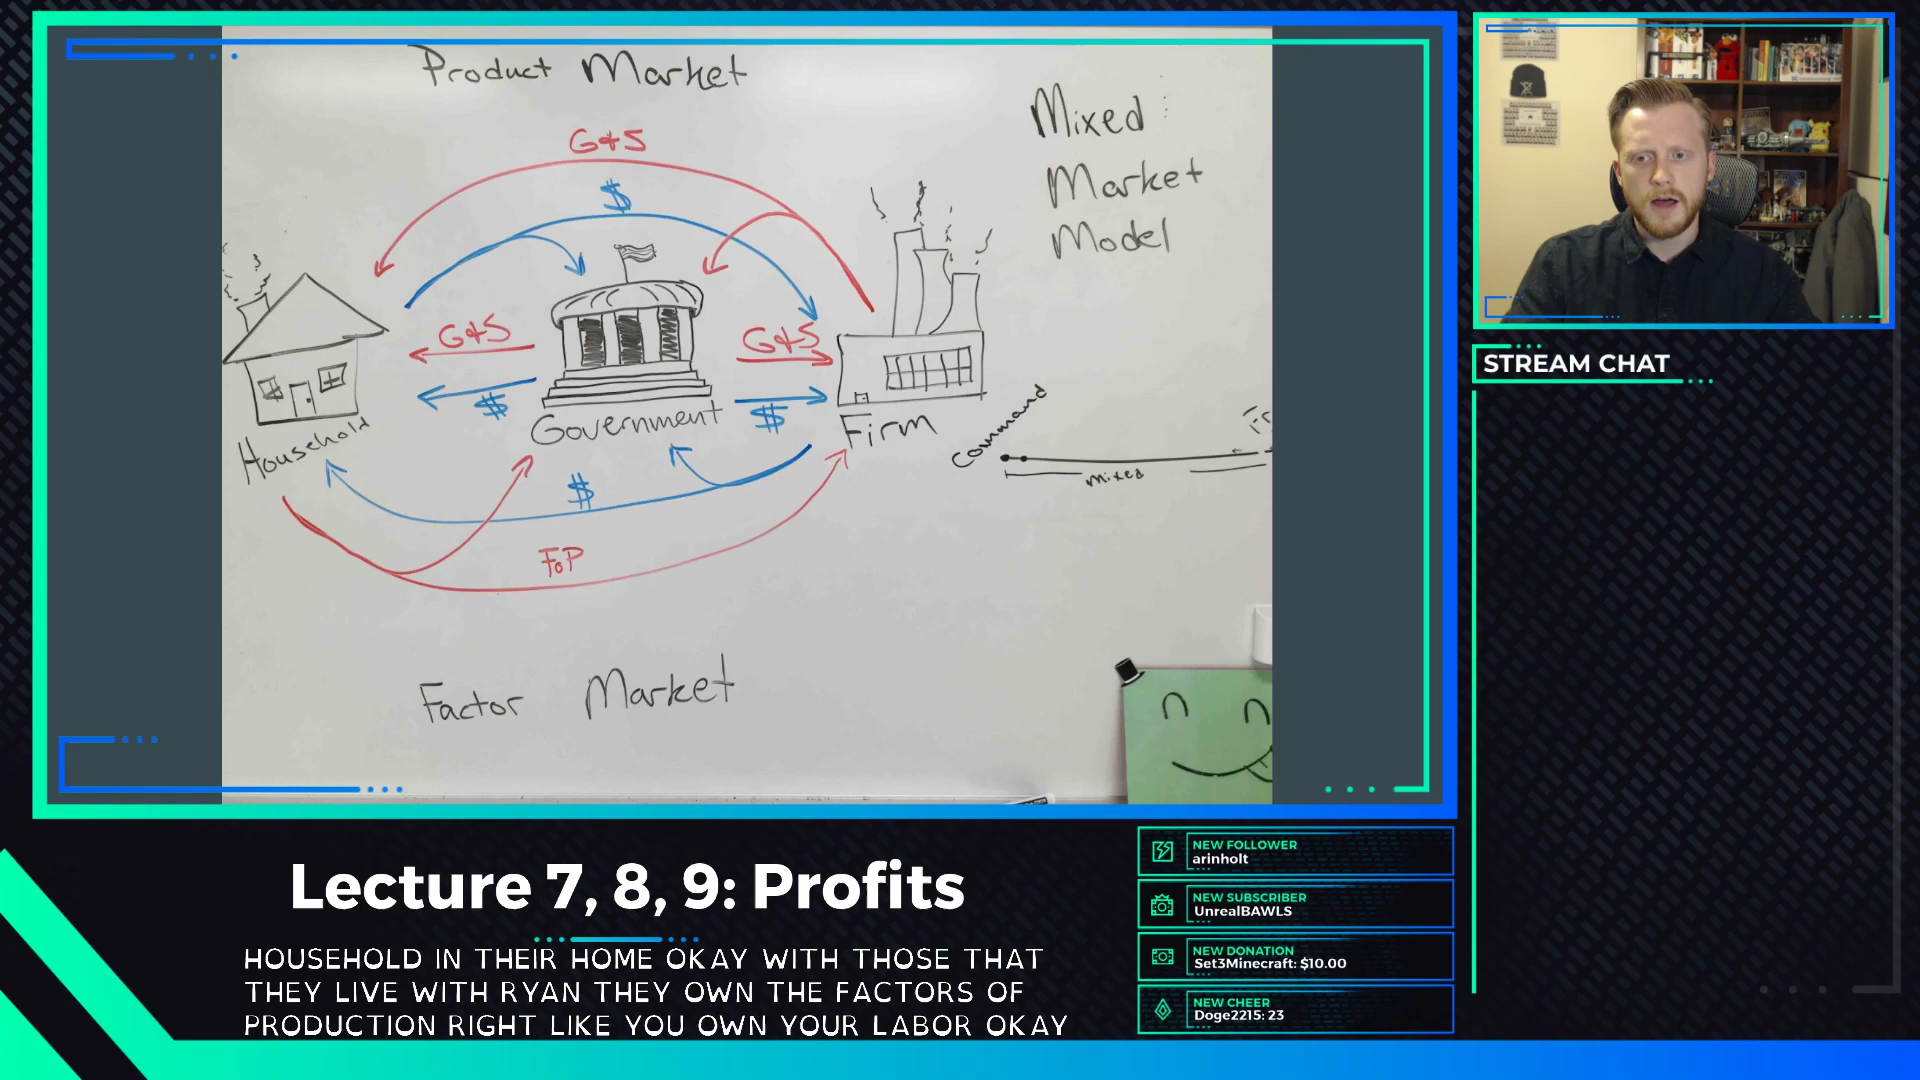 Product Market
G&S
$
Mixed
Market
Model
G&S
$
G&S
$
Household
Government
Firm
Command
mixed
$
FoP
Factor Market
STREAM CHAT
Lecture 7, 8, 9: Profits
HOUSEHOLD IN THEIR HOME OKAY WITH THOSE THAT
THEY LIVE WITH RYAN THEY OWN THE FACTORS OF
PRODUCTION RIGHT LIKE YOU OWN YOUR LABOR OKAY
NEW FOLLOWER
arinholt
NEW SUBSCRIBER
UnrealBAWLS
NEW DONATION
Set3Minecraft: $10.00
NEW CHEER
Doge2215: 23